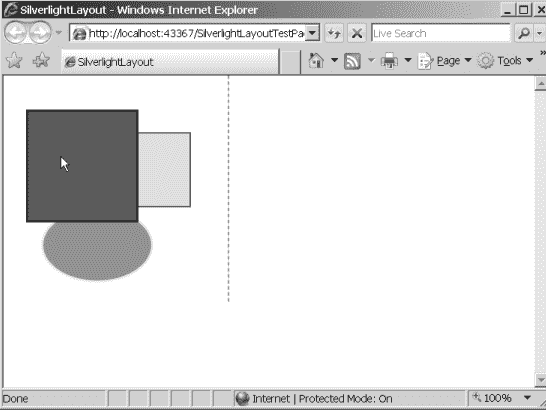 SilverlightLayout - Windows Internet Explorer
http://localhost:43367/SilverlightLayoutTestPa
Live Search
SilverlightLayout
Page
Tools
»
Done
Internet | Protected Mode: On
100%